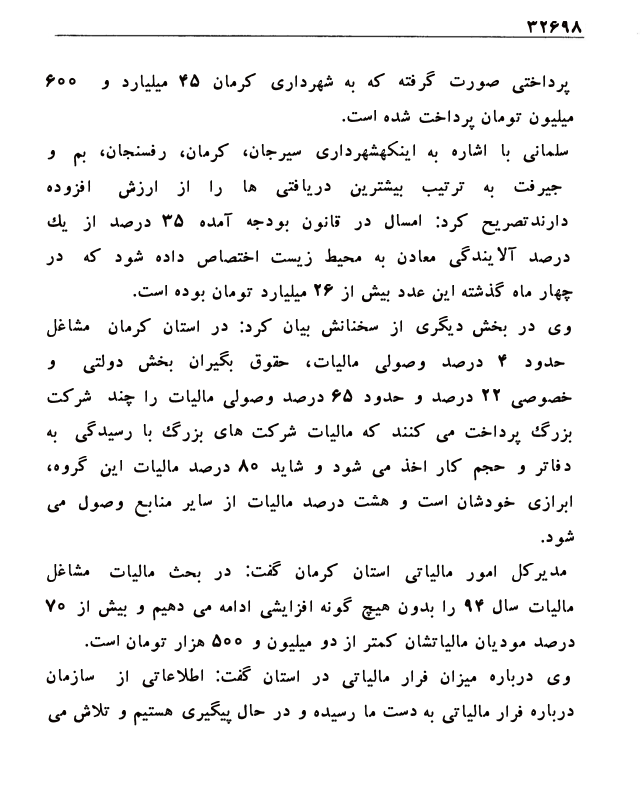 ۳۲۶۹۸
پرداختی صورت گرفته که به شهرداری کرمان ۴۵ میلیارد و ۶۰۰
میلیون تومان پرداخت شده است.
سلمانی با اشاره به اینکهشهرداری سیرجان، کرمان، رفسنجان، بم و
جیرفت به ترتیب بیشترین دریافتی ها را از ارزش افزوده
دارندتصریح کرد: امسال در قانون بودجه آمده ۳۵ درصد از یك
درصد آلایندگی معادن به محیط زیست اختصاص داده شود که در
چهار ماه گذشته این عدد بیش از ۲۶ میلیارد تومان بوده است.
وی در بخش دیگری از سخنانش بیان کرد: در استان کرمان مشاغل
حدود ۴ درصد وصولی مالیات، حقوق بگیران بخش دولتی و
خصوصی ۲۲ درصد و حدود ۶۵ درصد وصولی مالیات را چند شرکت
بزرگ پرداخت می کنند که مالیات شرکت های بزرگ با رسیدگی به
دفاتر و حجم کار اخذ می شود و شاید ۸۰ درصد مالیات این گروه،
ابرازی خودشان است و هشت درصد مالیات از سایر منابع وصول می
شود.
مدیرکل امور مالیاتی استان کرمان گفت: در بحث مالیات مشاغل
مالیات سال ۹۴ را بدون هیچ گونه افزایشی ادامه می دهیم و بیش از ۷۰
درصد مودیان مالیاتشان کمتر از دو میلیون و ۵۰۰ هزار تومان است.
وی درباره میزان فرار مالیاتی در استان گفت: اطلاعاتی از سازمان
درباره فرار مالیاتی به دست ما رسیده و در حال پیگیری هستیم و تلاش می